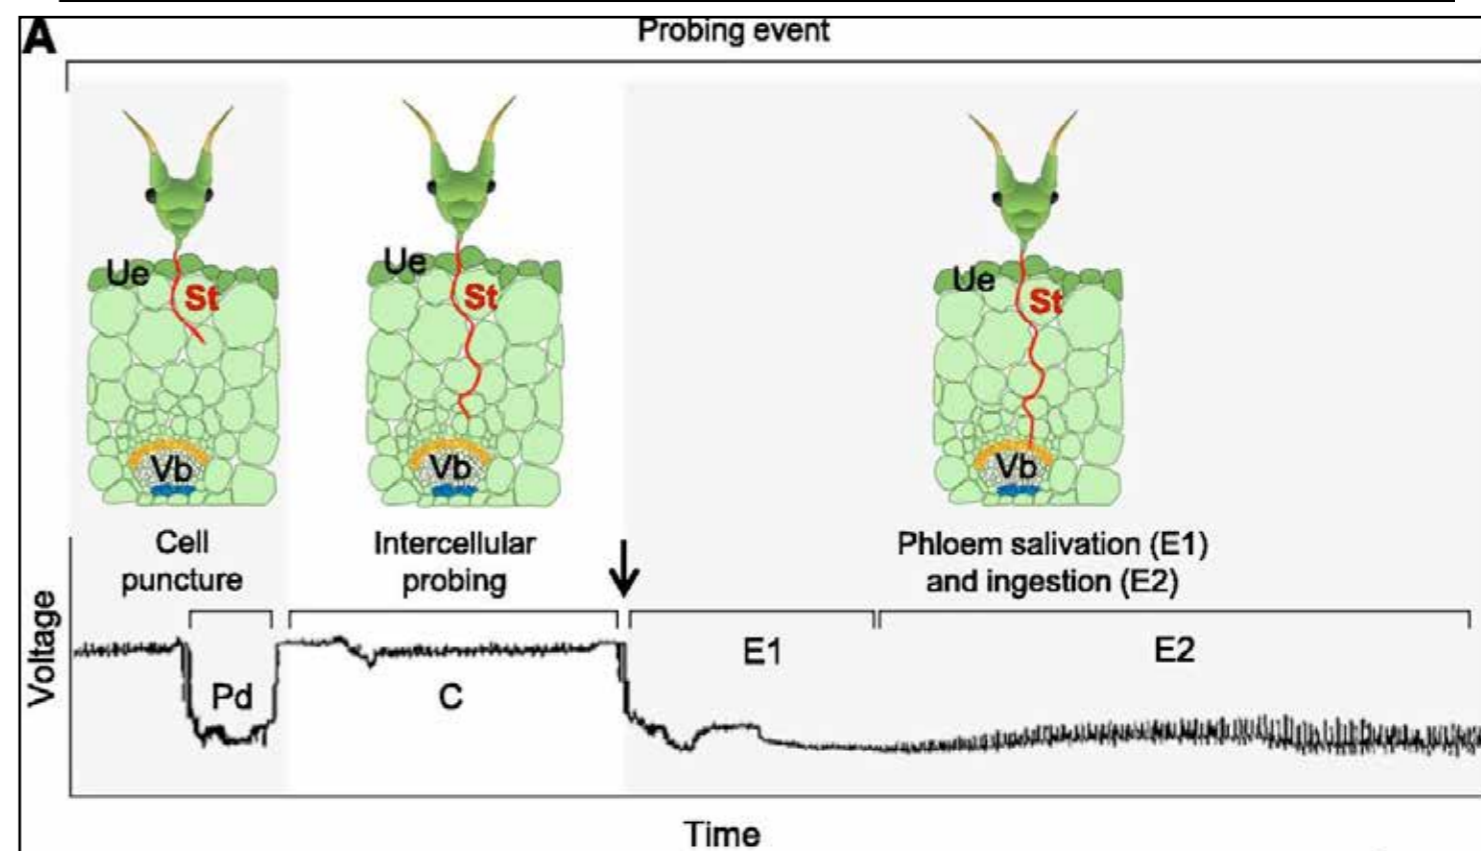 A
Probing event
Ue
St
Vb
Ue
St
Vb
Ue
St
Vb
Cell
puncture
Intercellular
probing
Phloem salivation (E1)
and ingestion (E2)
Voltage
Pd
C
E1
E2
Time